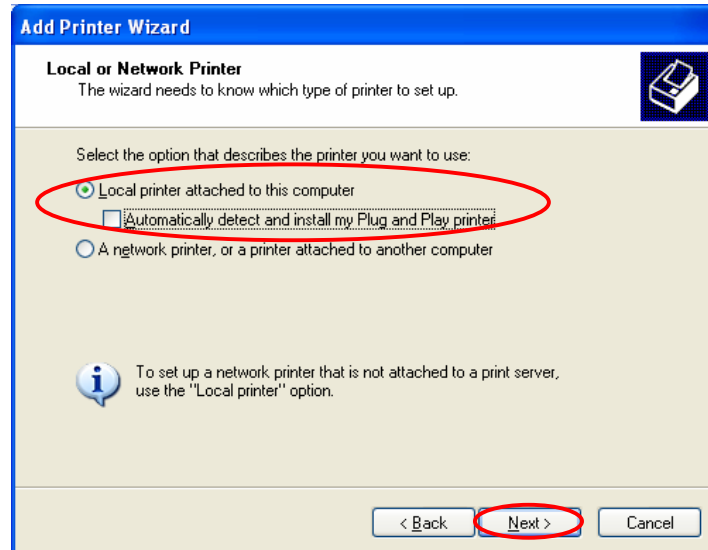 Add Printer Wizard
Local or Network Printer
The wizard needs to know which type of printer to set up.
Select the option that describes the printer you want to use:
Local printer attached to this computer
Automatically detect and install my Plug and Play printer
A network printer, or a printer attached to another computer
To set up a network printer that is not attached to a print server,
use the "Local printer" option.
< Back Next > Cancel